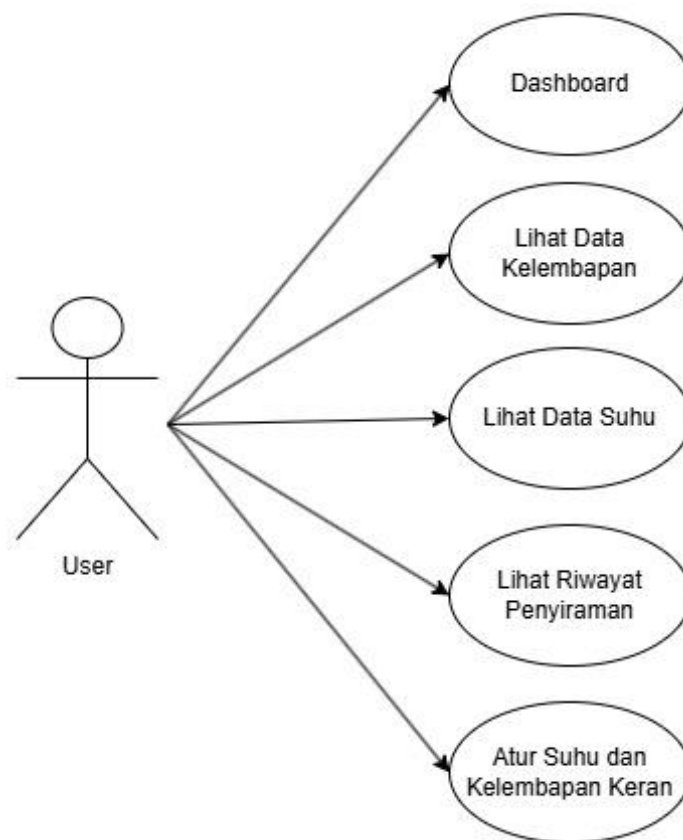 Dashboard
Lihat Data
Kelembapan
Lihat Data Suhu
User
Lihat Riwayat
Penyiraman
Atur Suhu dan
Kelembapan Keran